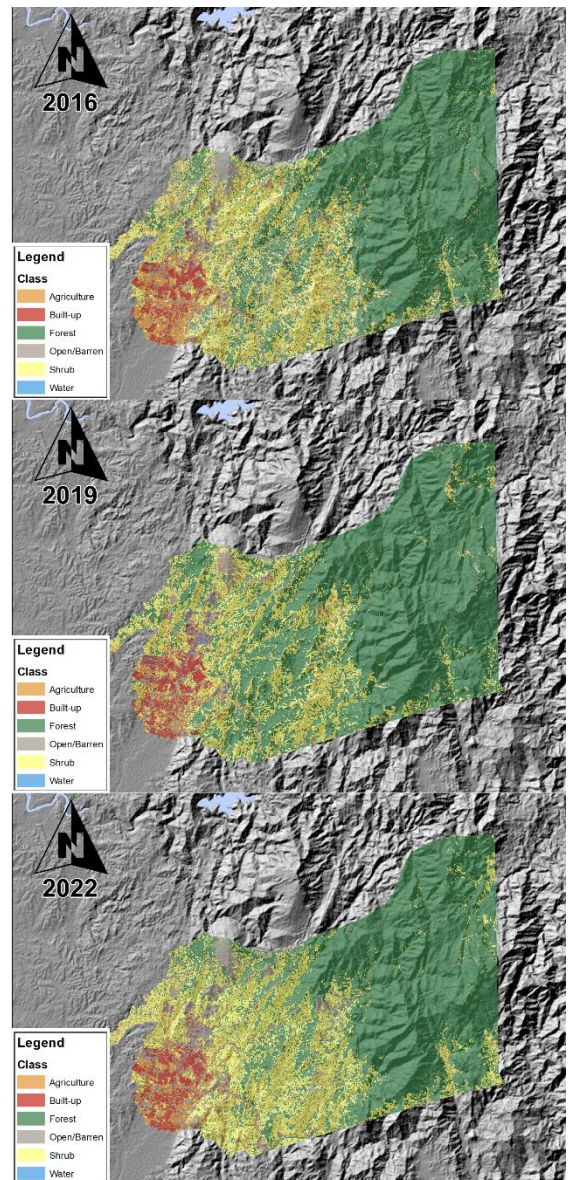 N
2016
Legend
Class
Agriculture
Built-up
Forest
Open/Barren
Shrub
Water
N
2019
Legend
Class
Agriculture
Built-up
Forest
Open/Barren
Shrub
Water
N
2022
Legend
Class
Agriculture
Built-up
Forest
Open/Barren
Shrub
Water